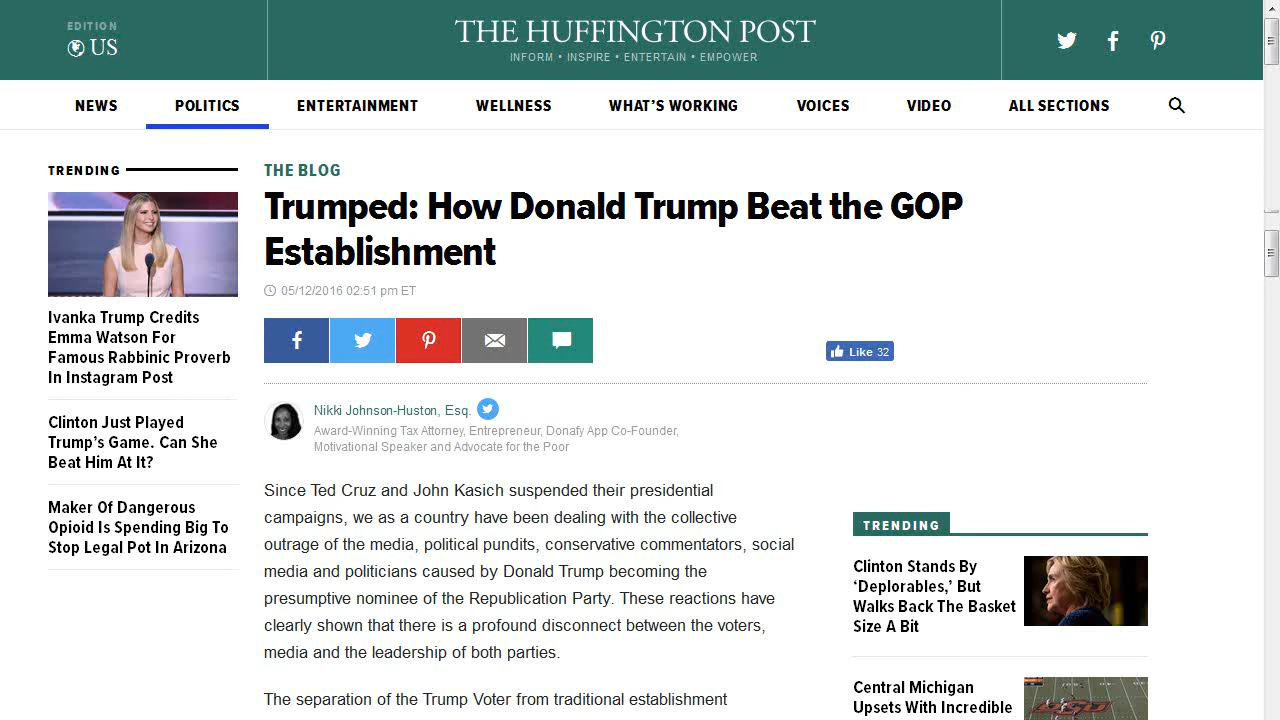 EDITION
US
THE HUFFINGTON POST
INFORM • INSPIRE • ENTERTAIN • EMPOWER
NEWS
POLITICS
ENTERTAINMENT
WELLNESS
WHAT'S WORKING
VOICES
VIDEO
ALL SECTIONS
TRENDING
Ivanka Trump Credits
Emma Watson For
Famous Rabbinic Proverb
In Instagram Post
Clinton Just Played
Trump's Game. Can She
Beat Him At It?
Maker Of Dangerous
Opioid Is Spending Big To
Stop Legal Pot In Arizona
THE BLOG
Trumped: How Donald Trump Beat the GOP
Establishment
05/12/2016 02:51 pm ET
Like 32
Nikki Johnson-Huston, Esq.
Award-Winning Tax Attorney, Entrepreneur, Donafy App Co-Founder,
Motivational Speaker and Advocate for the Poor
Since Ted Cruz and John Kasich suspended their presidential
campaigns, we as a country have been dealing with the collective
outrage of the media, political pundits, conservative commentators, social
media and politicians caused by Donald Trump becoming the
presumptive nominee of the Republication Party. These reactions have
clearly shown that there is a profound disconnect between the voters,
media and the leadership of both parties.
The separation of the Trump Voter from traditional establishment
TRENDING
Clinton Stands By
'Deplorables,' But
Walks Back The Basket
Size A Bit
Central Michigan
Upsets With Incredible